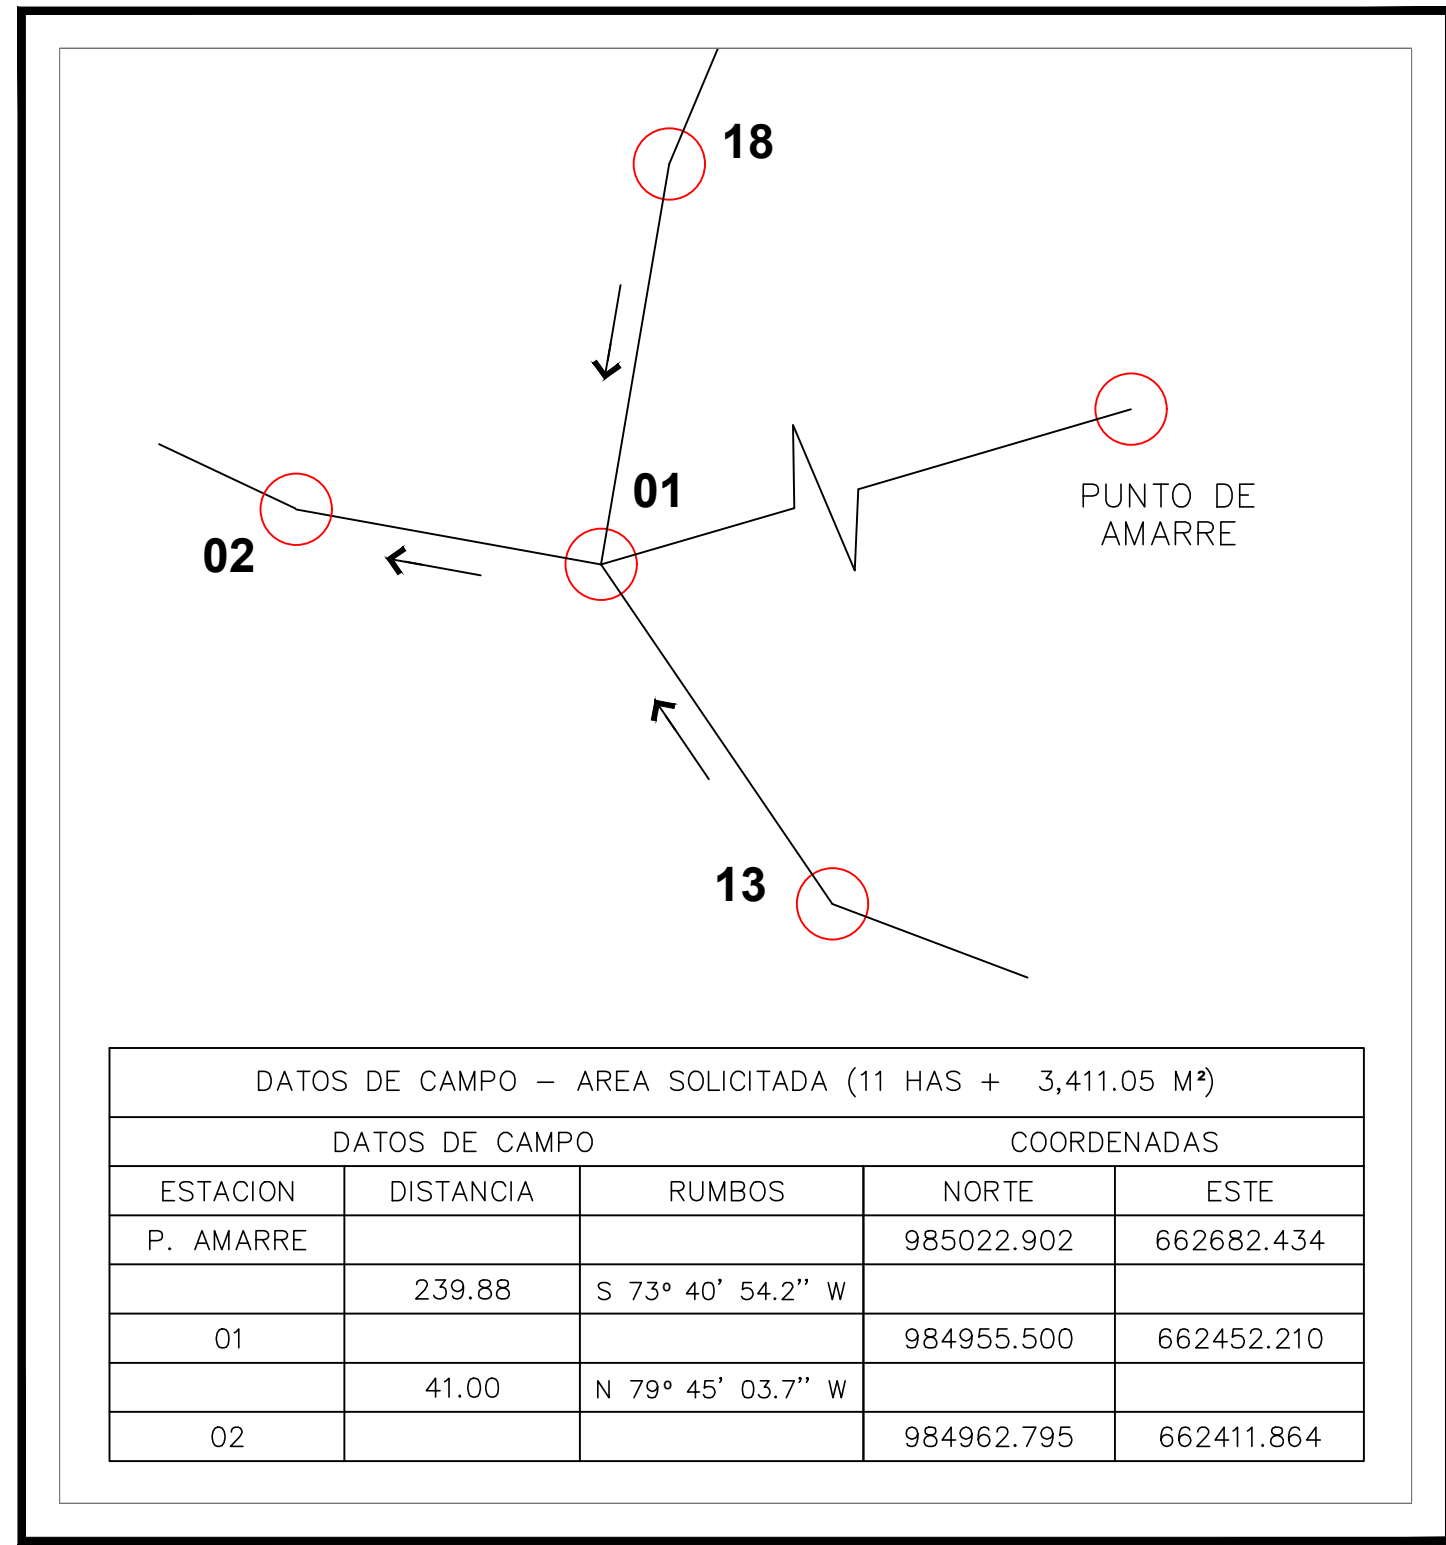 18
01
PUNTO DE
AMARRE
02
13
DATOS DE CAMPO – AREA SOLICITADA (11 HAS + 3,411.05 M²)
DATOS DE CAMPO COORDENADAS
ESTACION DISTANCIA RUMBOS NORTE ESTE
P. AMARRE 985022.902 662682.434
239.88 S 73º 40' 54.2'' W
01 984955.500 662452.210
41.00 N 79º 45' 03.7'' W
02 984962.795 662411.864